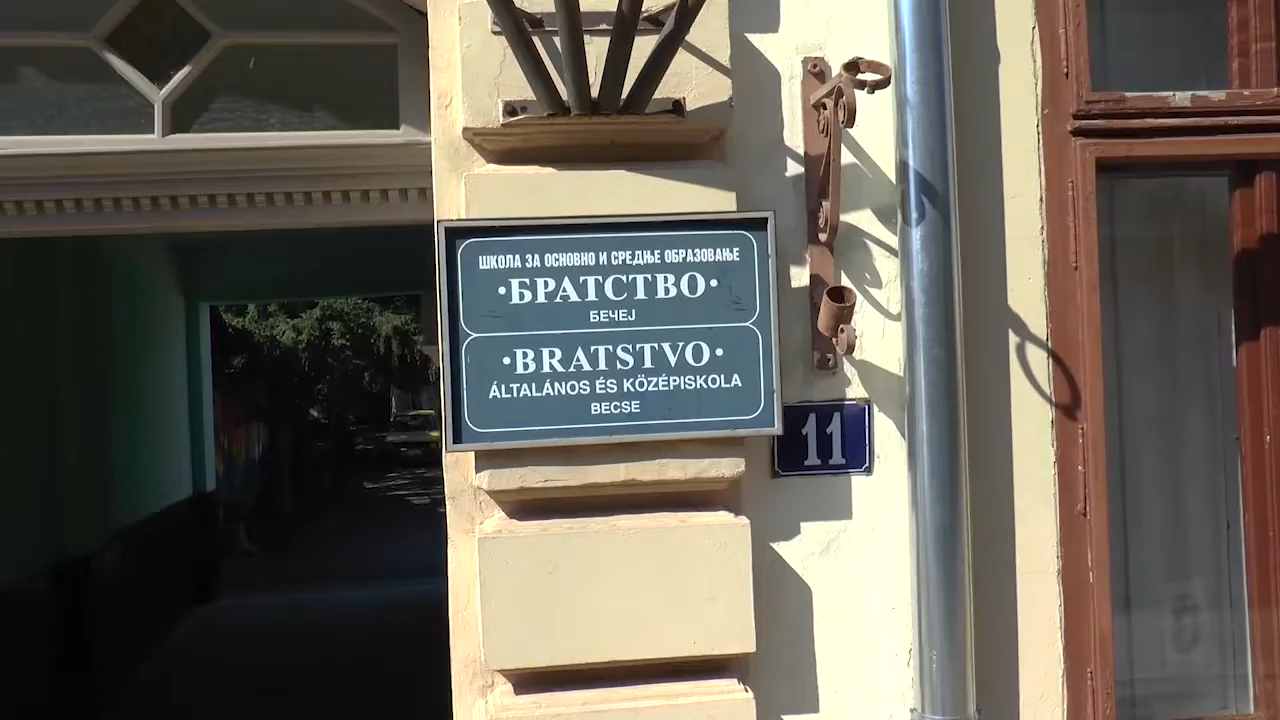 ШКОЛА ЗА ОСНОВНО И СРЕДЊЕ ОБРАЗОВАЊЕ
•БРАТСТВО•
БЕЧЕЈ
•BRATSTVO•
ÁLTALÁNOS ÉS KÖZÉPISKOLA
BECSE
11